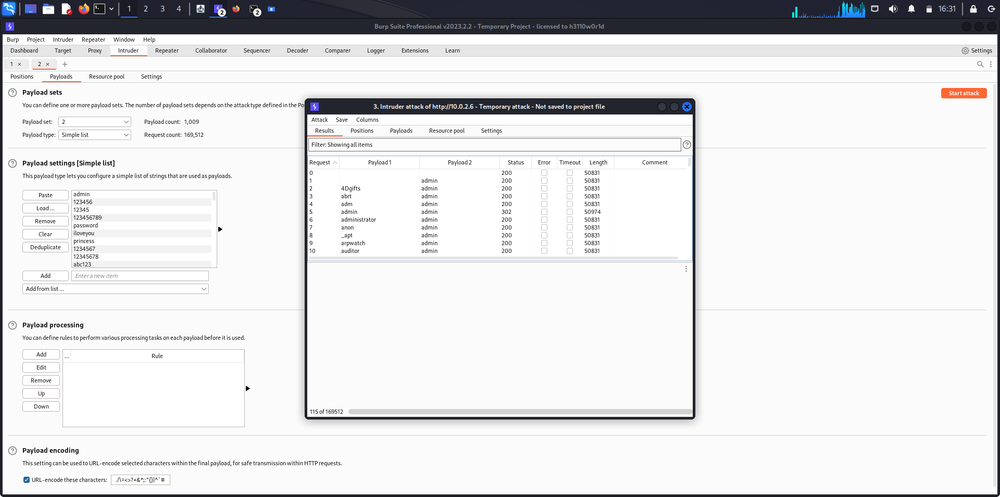 1 2 3 4 2 2 16:31
Burp Suite Professional v2023.2.2 - Temporary Project - licensed to h3110w0r1d
Burp Project Intruder Repeater Window Help
Dashboard Target Proxy Intruder Repeater Collaborator Sequencer Decoder Comparer Logger Extensions Learn Settings
1 × 2 × +
Positions Payloads Resource pool Settings
? Payload sets
Start attack
You can define one or more payload sets. The number of payload sets depends on the attack type defined in the Po
Payload set: 2 Payload count: 1,009
Payload type: Simple list Request count: 169,512
? Payload settings [Simple list]
This payload type lets you configure a simple list of strings that are used as payloads.
Paste
Load ...
Remove
Clear
Deduplicate
admin
123456
12345
123456789
password
iloveyou
princess
1234567
12345678
abc123
Add Enter a new item
Add from list ...
? Payload processing
You can define rules to perform various processing tasks on each payload before it is used.
Add
Edit
Remove
Up
Down
... Rule
? Payload encoding
This setting can be used to URL-encode selected characters within the final payload, for safe transmission within HTTP requests.
URL-encode these characters: ./\=<>?+&*;:"{}|^`#
3. Intruder attack of http://10.0.2.6 - Temporary attack - Not saved to project file
Attack Save Columns
Results Positions Payloads Resource pool Settings
Filter: Showing all items ?
Request Payload 1 Payload 2 Status Error Timeout Length Comment
0 200 50831
1 admin 200 50831
2 4Dgifts admin 200 50831
3 abrt admin 200 50831
4 adm admin 200 50831
5 admin admin 302 50974
6 administrator admin 200 50831
7 anon admin 200 50831
8 _apt admin 200 50831
9 arpwatch admin 200 50831
10 auditor admin 200 50831
115 of 169512